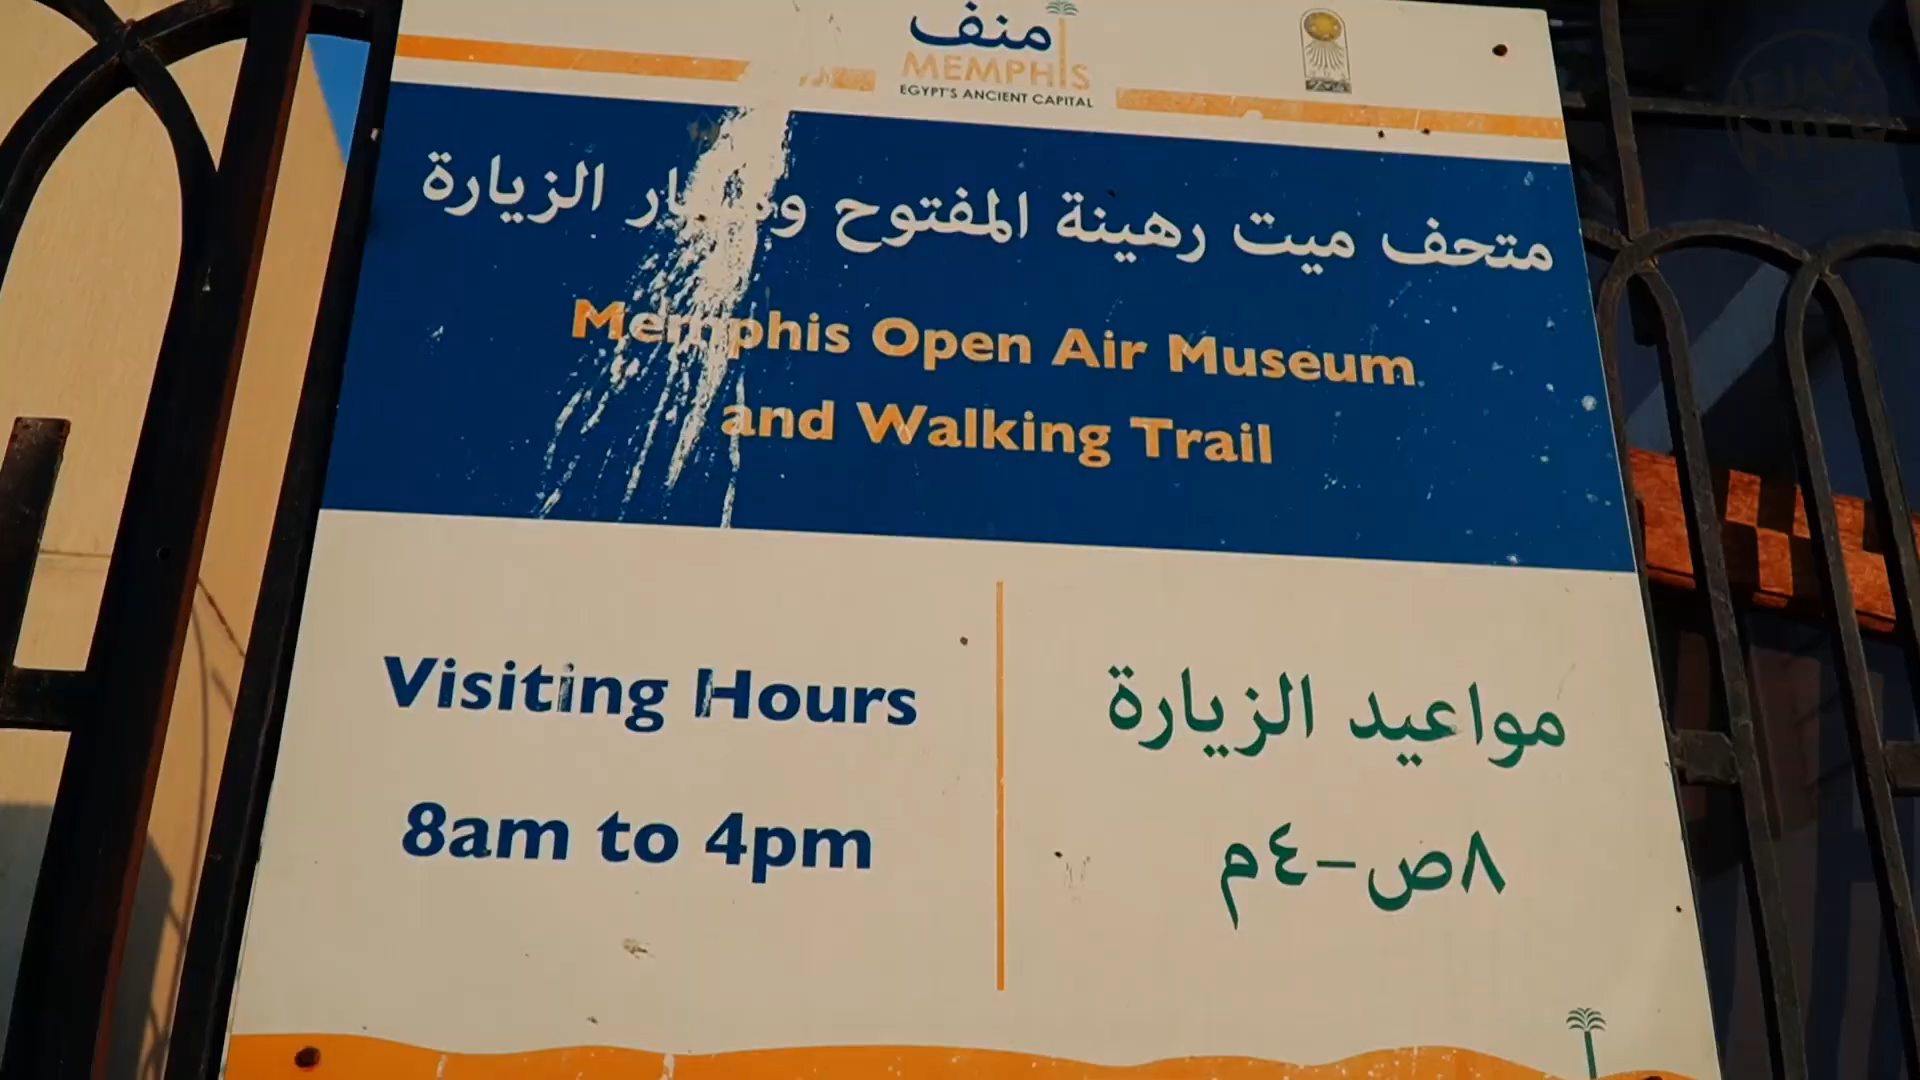 منف
MEMPHIS
EGYPT'S ANCIENT CAPITAL
متحف ميت رهينة المفتوح ومسار الزيارة
Memphis Open Air Museum
and Walking Trail
Visiting Hours
8am to 4pm
مواعيد الزيارة
٨ص-٤م